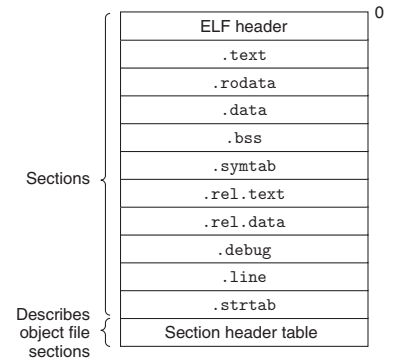 ELF header
0
.text
.rodata
.data
.bss
.symtab
Sections
.rel.text
.rel.data
.debug
.line
.strtab
Describes
object file
sections
Section header table